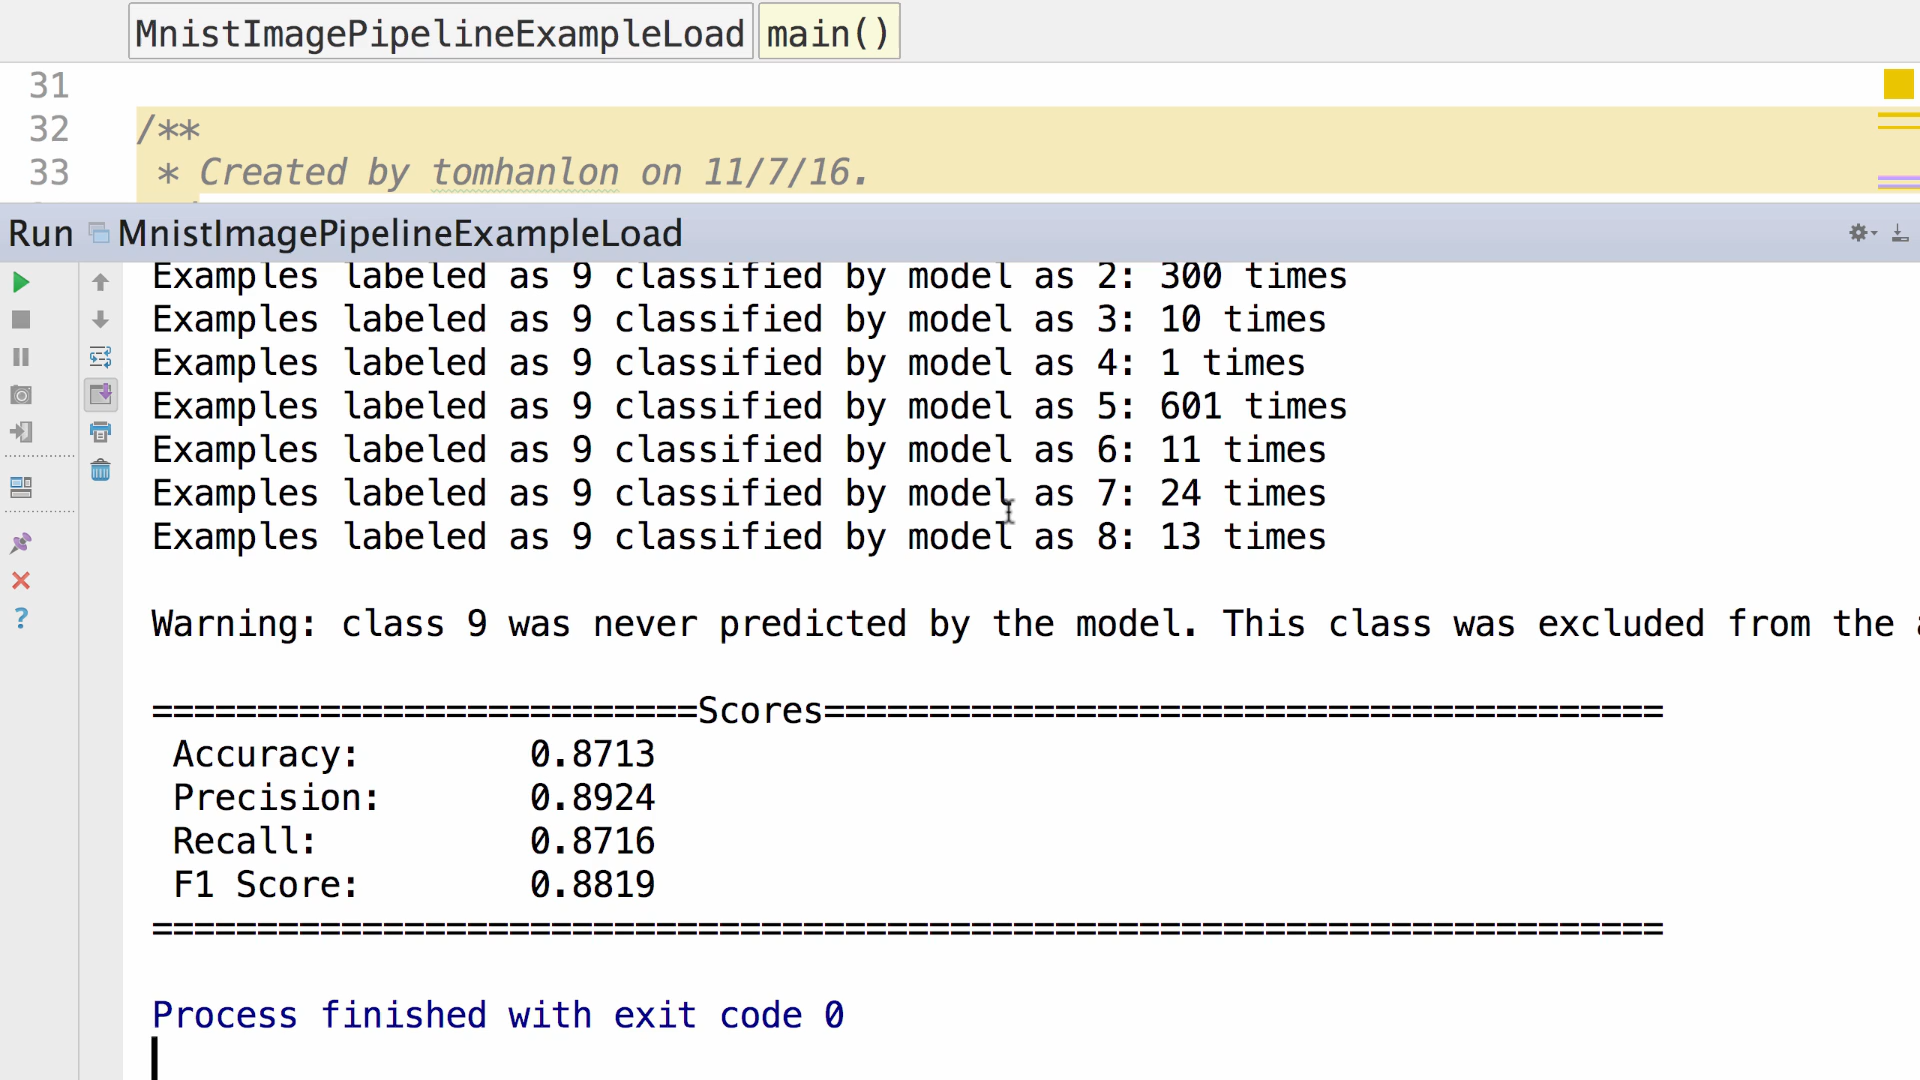 MnistImagePipelineExampleLoad main()
31
32 /**
33 * Created by tomhanlon on 11/7/16.
Run MnistImagePipelineExampleLoad
Examples labeled as 9 classified by model as 2: 300 times
Examples labeled as 9 classified by model as 3: 10 times
Examples labeled as 9 classified by model as 4: 1 times
Examples labeled as 9 classified by model as 5: 601 times
Examples labeled as 9 classified by model as 6: 11 times
Examples labeled as 9 classified by model as 7: 24 times
Examples labeled as 9 classified by model as 8: 13 times
Warning: class 9 was never predicted by the model. This class was excluded from the
==========================Scores========================================
Accuracy: 0.8713
Precision: 0.8924
Recall: 0.8716
F1 Score: 0.8819
========================================================================
Process finished with exit code 0